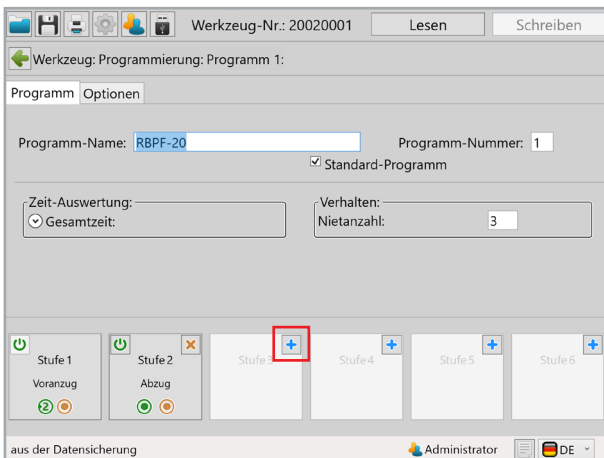 Werkzeug-Nr.: 20020001 Lesen Schreiben
Werkzeug: Programmierung: Programm 1:
Programm Optionen
Programm-Name: RBPF-20 Programm-Nummer: 1
Standard-Programm
Zeit-Auswertung: Verhalten:
Gesamtzeit: Nietanzahl: 3
Stufe 1 Stufe 2 Stufe 3 Stufe 4 Stufe 5 Stufe 6
Voranzug Abzug
2
aus der Datensicherung Administrator DE